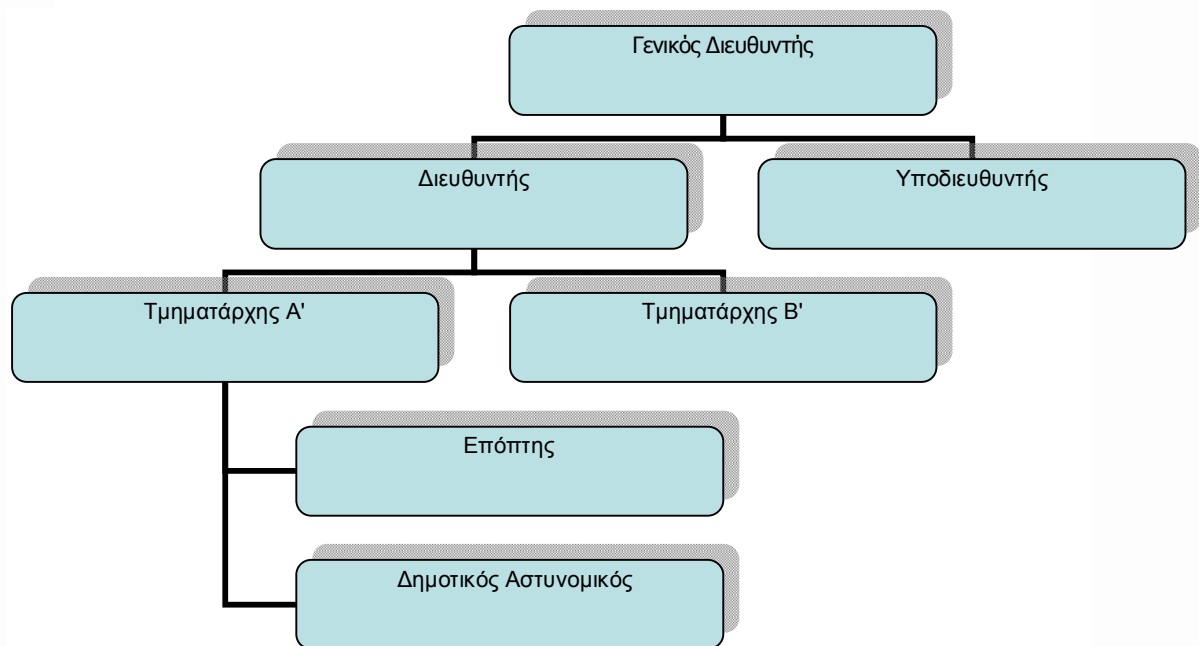 Γενικός Διευθυντής
Διευθυντής
Υποδιευθυντής
Τμηματάρχης Α'
Τμηματάρχης Β'
Επόπτης
Δημοτικός Αστυνομικός